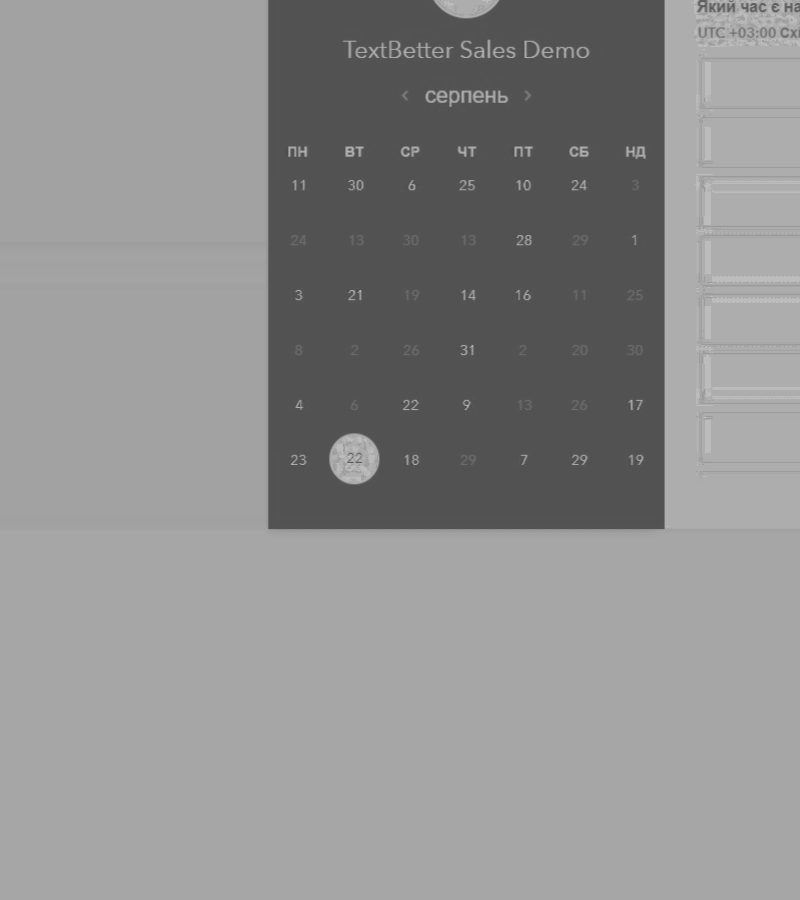 Який час є на
TextBetter Sales Demo
UTC +03:00 Схі
‹ серпень ›
ПН ВТ СР ЧТ ПТ СБ НД
11 30 6 25 10 24 3
24 13 30 13 28 29 1
3 21 19 14 16 11 25
8 2 26 31 2 20 30
4 6 22 9 13 26 17
23 22 18 29 7 29 19